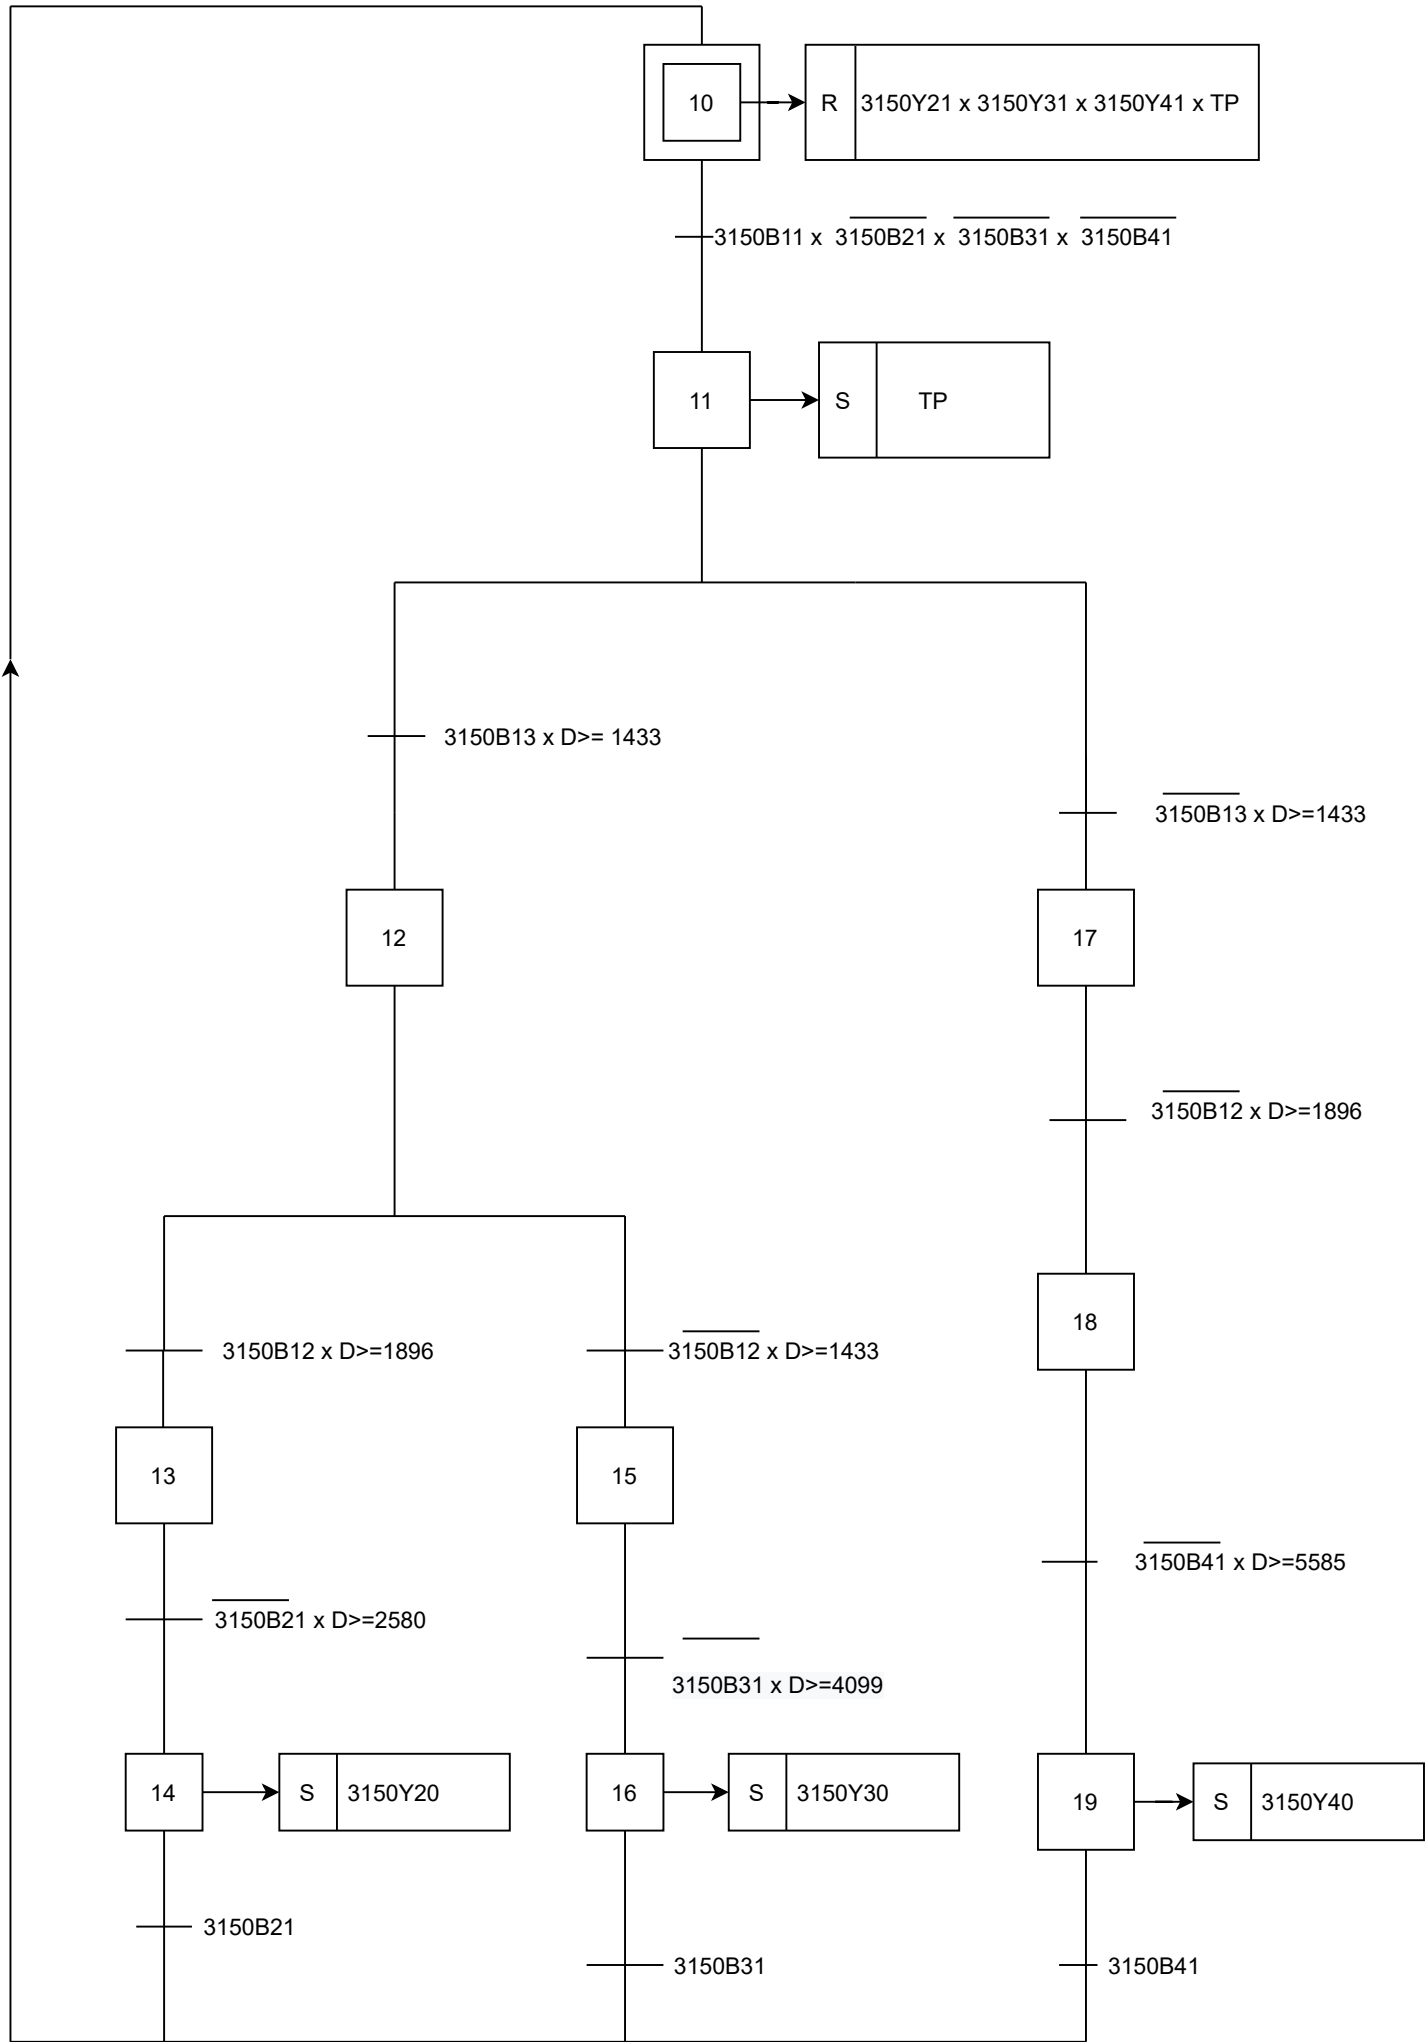 10
R
3150Y21 x 3150Y31 x 3150Y41 x TP
3150B11 x 3150B21 x 3150B31 x 3150B41
11
S
TP
3150B13 x D>= 1433
3150B13 x D>=1433
12
17
3150B12 x D>=1896
18
3150B12 x D>=1896
3150B12 x D>=1433
13
15
3150B41 x D>=5585
3150B21 x D>=2580
3150B31 x D>=4099
14
S
3150Y20
16
S
3150Y30
19
S
3150Y40
3150B21
3150B31
3150B41